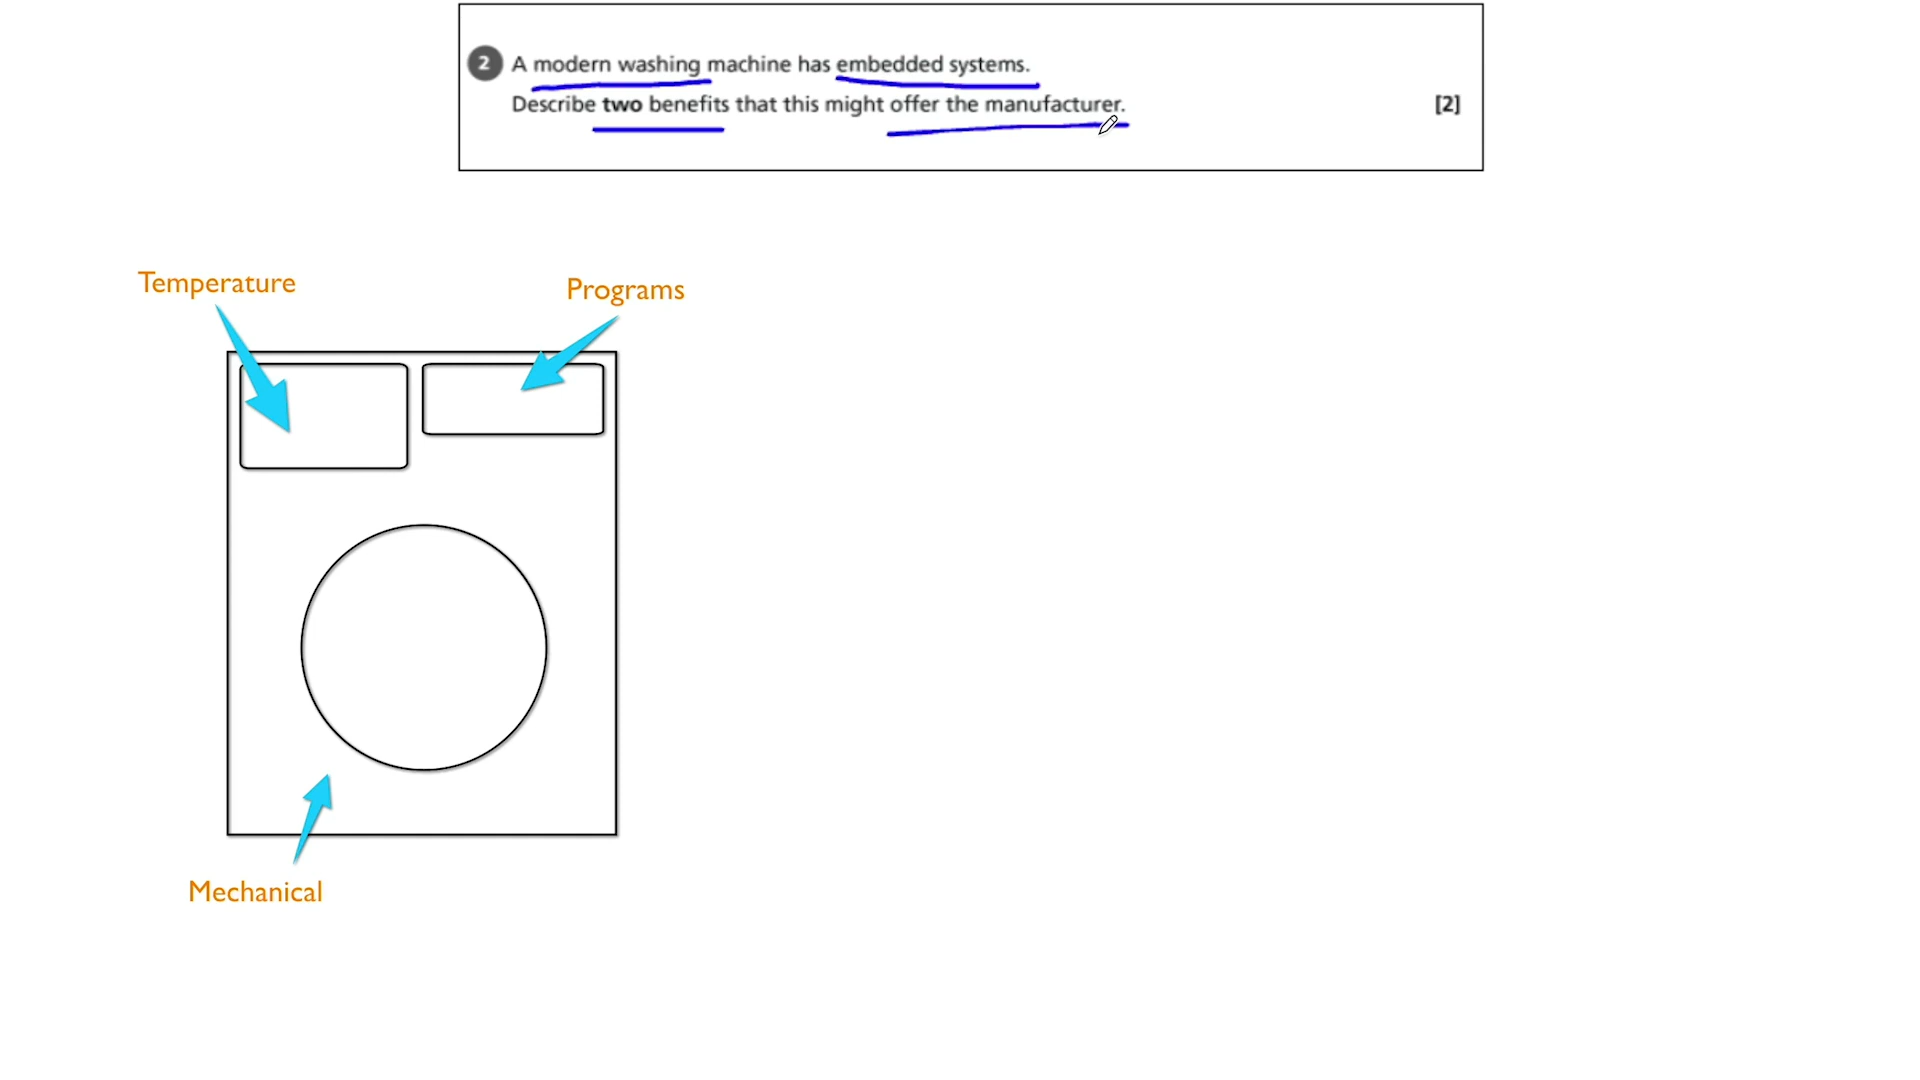 2 A modern washing machine has embedded systems.
Describe two benefits that this might offer the manufacturer. [2]
Temperature
Programs
Mechanical